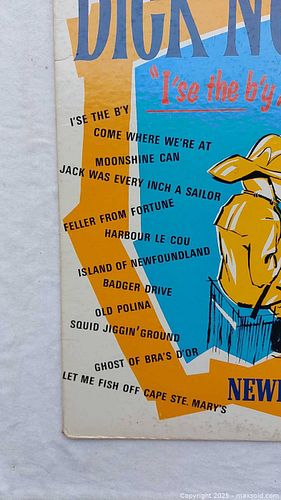 DICK NO
"I'se the b'y
I'SE THE B'Y
COME WHERE WE'RE AT
MOONSHINE CAN
JACK WAS EVERY INCH A SAILOR
FELLER FROM FORTUNE
HARBOUR LE COU
ISLAND OF NEWFOUNDLAND
BADGER DRIVE
OLD POLINA
SQUID JIGGIN' GROUND
GHOST OF BRA'S D'OR
LET ME FISH OFF CAPE STE. MARY'S
NEWF
Copyright 2025 - maxsold.com